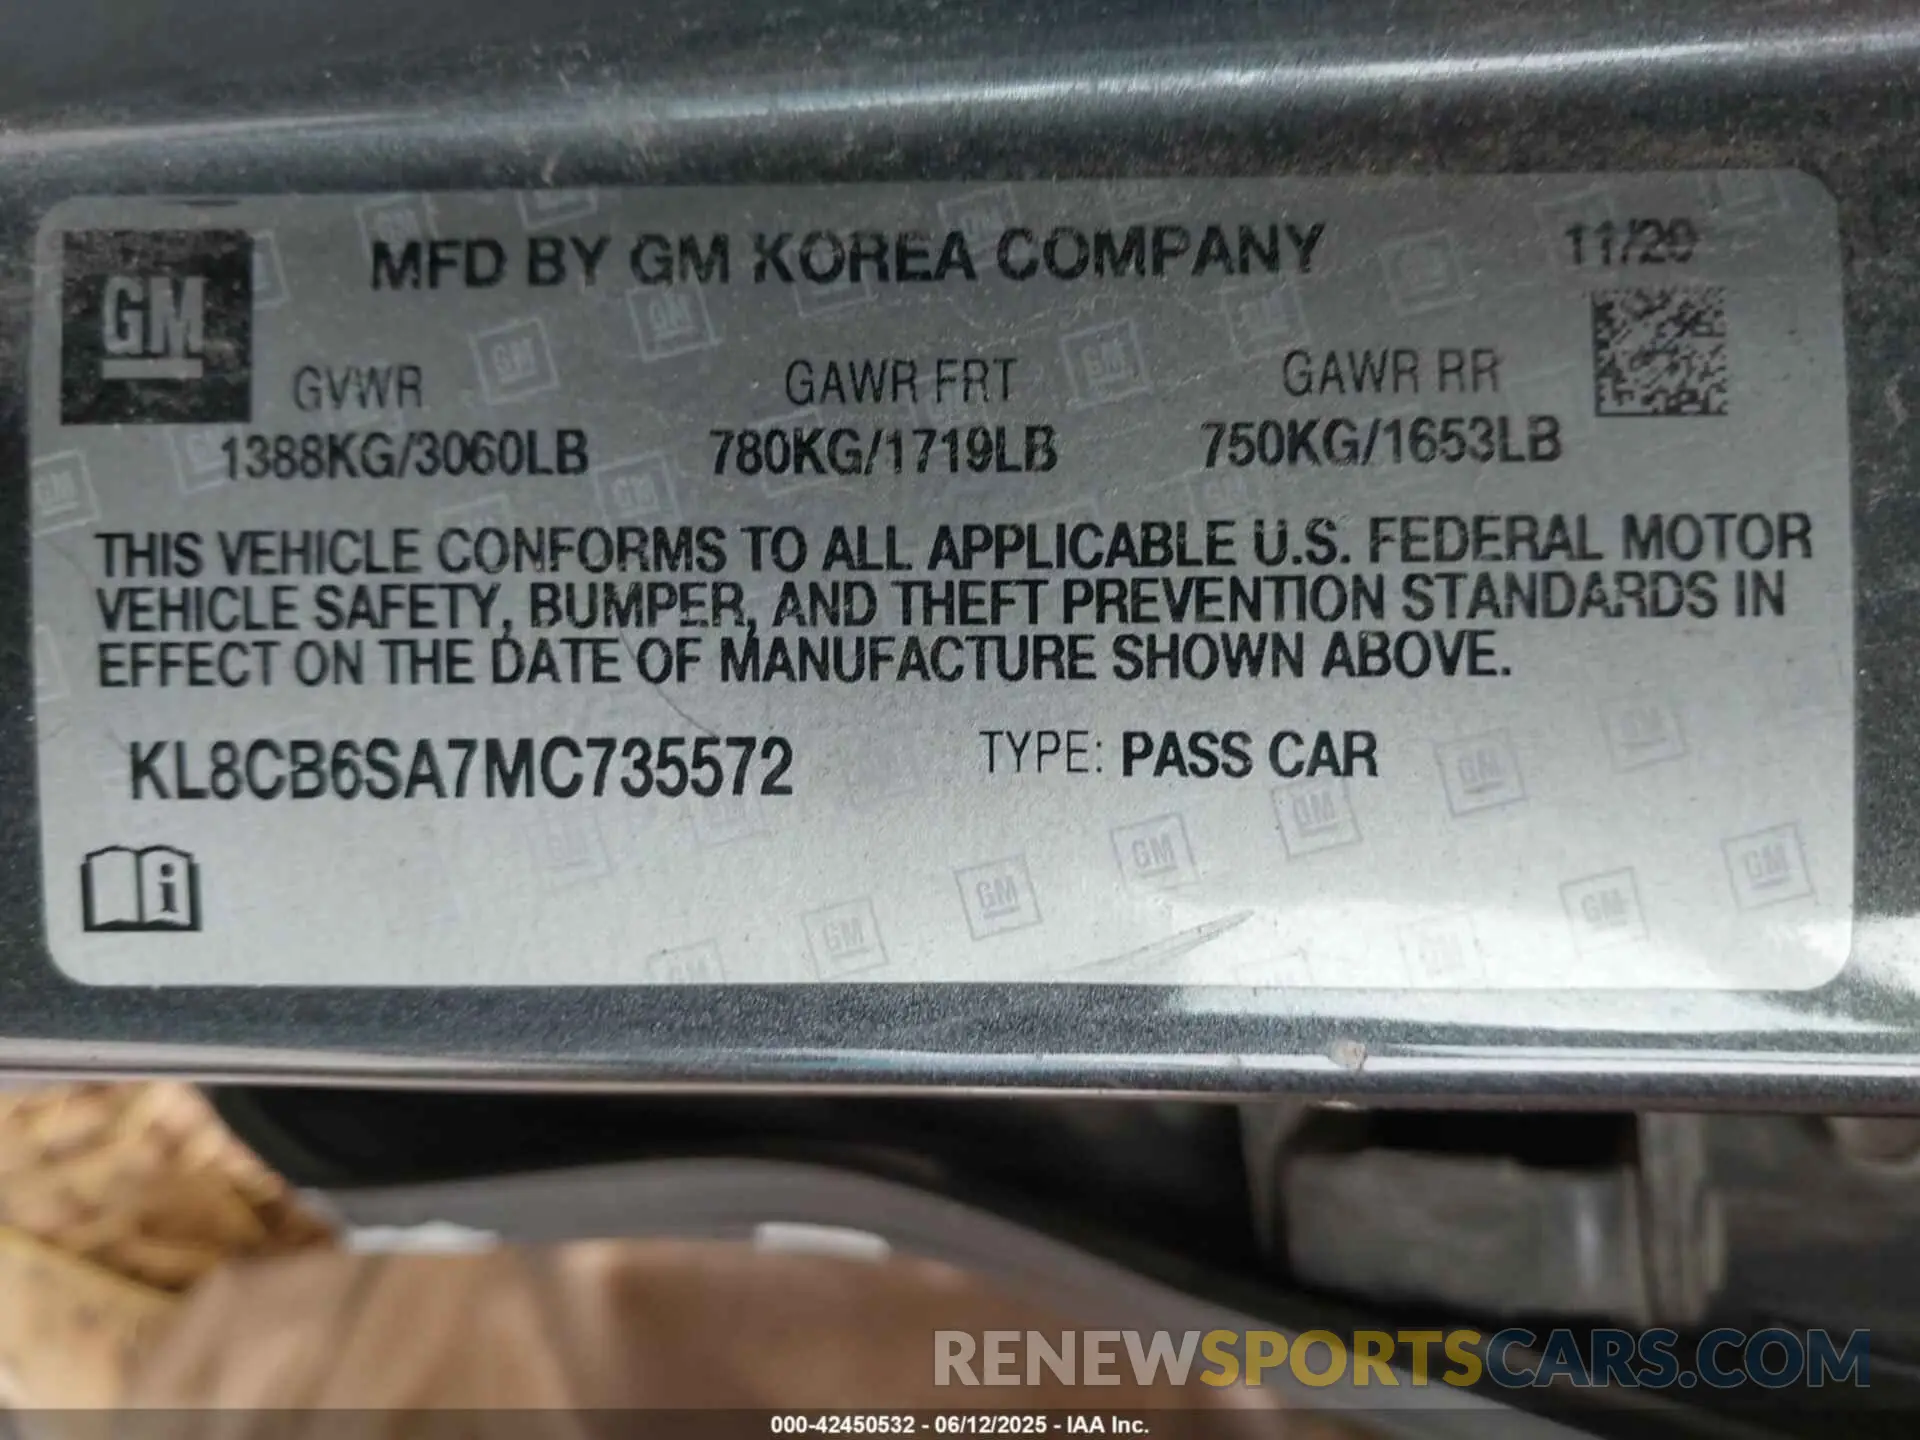 GM
MFD BY GM KOREA COMPANY 11/20
GVWR GAWR FRT GAWR RR
1388KG/3060LB 780KG/1719LB 750KG/1653LB
THIS VEHICLE CONFORMS TO ALL APPLICABLE U.S. FEDERAL MOTOR
VEHICLE SAFETY, BUMPER, AND THEFT PREVENTION STANDARDS IN
EFFECT ON THE DATE OF MANUFACTURE SHOWN ABOVE.
KL8CB6SA7MC735572 TYPE: PASS CAR
i
RENEWSPORTSCARS.COM
000-42450532 - 06/12/2025 - IAA Inc.